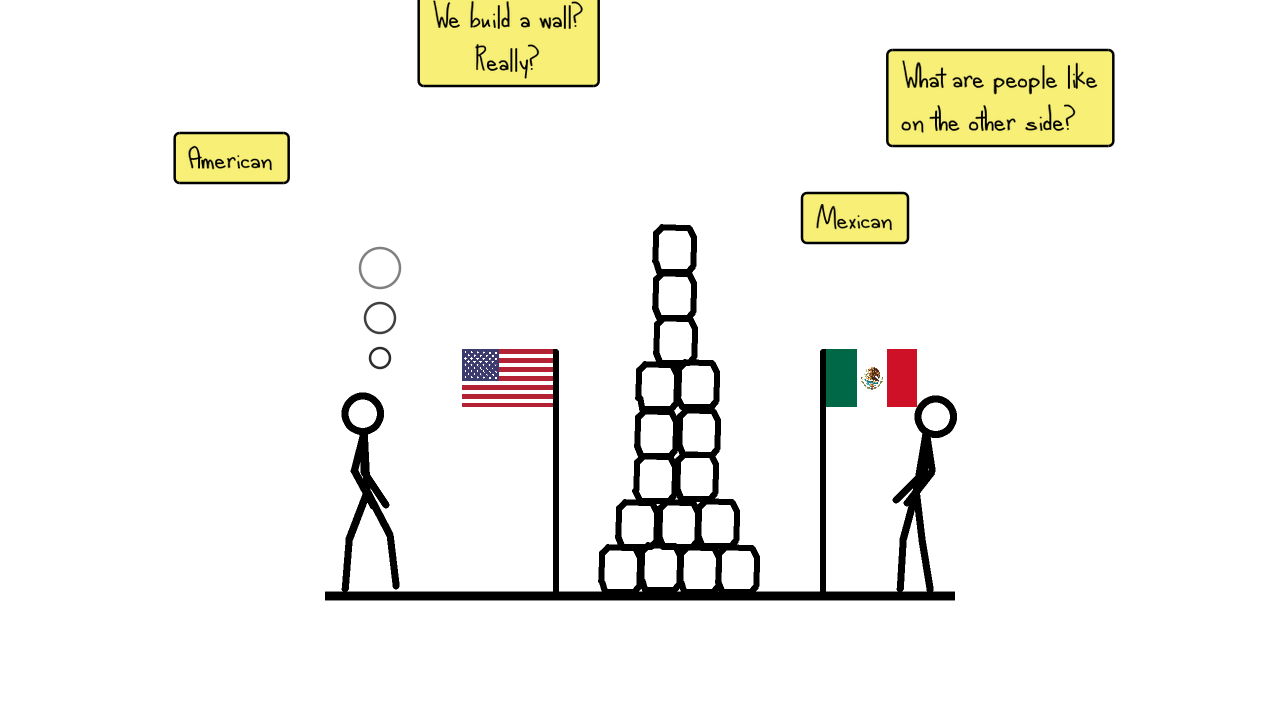 We build a wall?
Really?
What are people like
on the other side?
American
Mexican